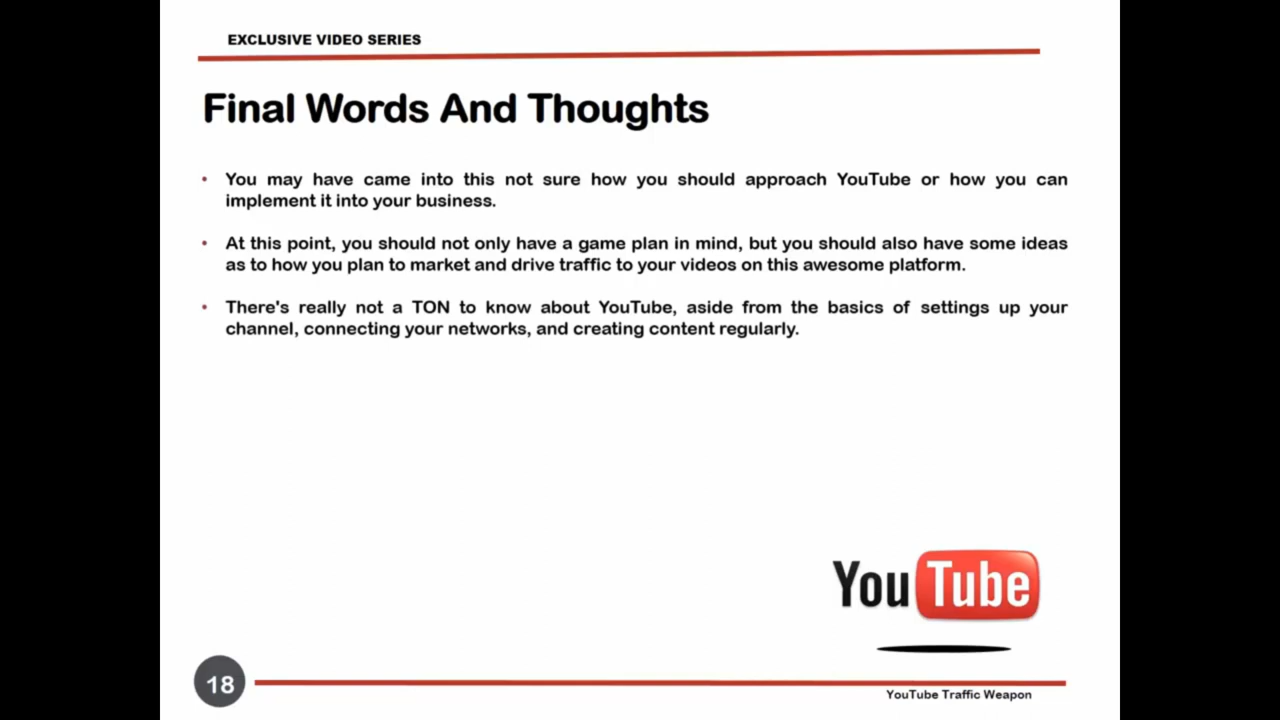 EXCLUSIVE VIDEO SERIES
Final Words And Thoughts
• You may have came into this not sure how you should approach YouTube or how you can
implement it into your business.
• At this point, you should not only have a game plan in mind, but you should also have some ideas
as to how you plan to market and drive traffic to your videos on this awesome platform.
• There's really not a TON to know about YouTube, aside from the basics of settings up your
channel, connecting your networks, and creating content regularly.
YouTube
18
YouTube Traffic Weapon